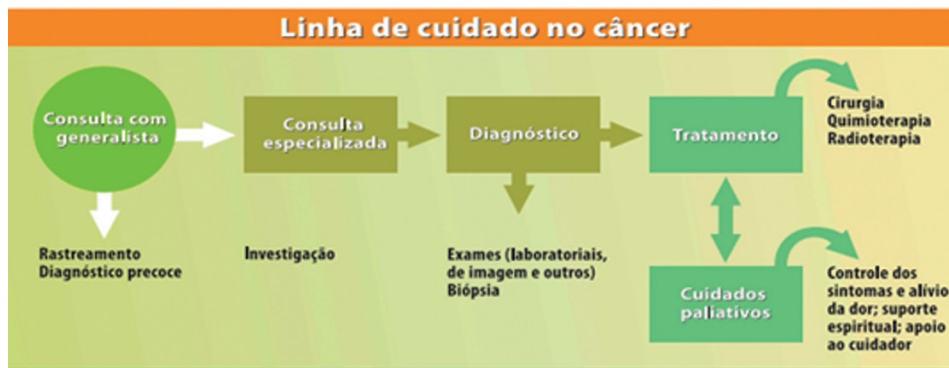 Linha de cuidado no câncer
Consulta com
generalista
Rastreamento
Diagnóstico precoce
Consulta
especializada
Investigação
Diagnóstico
Exames (laboratoriais,
de imagem e outros)
Biópsia
Tratamento
Cirurgia
Quimioterapia
Radioterapia
Cuidados
paliativos
Controle dos
sintomas e alívio
da dor; suporte
espiritual; apoio
ao cuidador